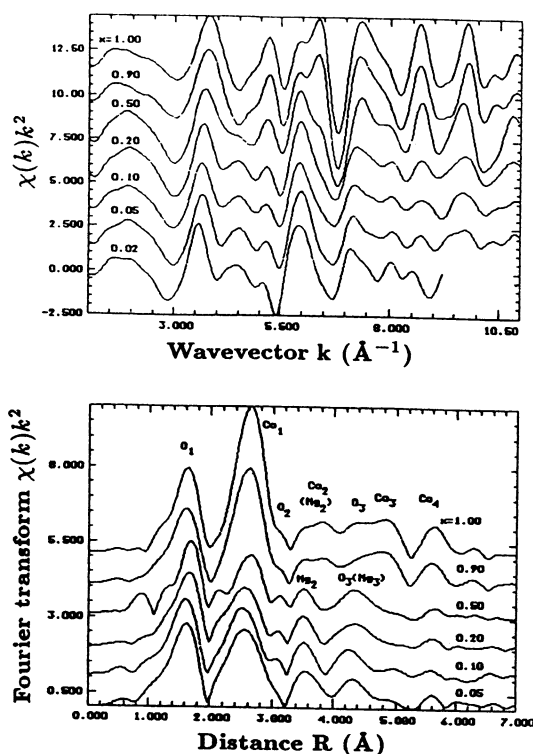 12.50
10.00
7.500
5.000
2.500
0.000
-2.500
x=1.00
0.90
0.50
0.20
0.10
0.05
0.02
χ(k)k²
3.000
5.500
8.000
10.50
Wavevector k (Å⁻¹)
8.000
5.500
3.000
0.500
Fourier transform χ(k)k²
O₁
Co₁
O₂
Co₂
(Mg₂)
O₃
Co₃
Co₄
x=1.00
0.90
Mg₂
O₃(Mg₃)
0.50
0.20
0.10
0.05
0.000
1.000
2.000
3.000
4.000
5.000
6.000
7.000
Distance R (Å)